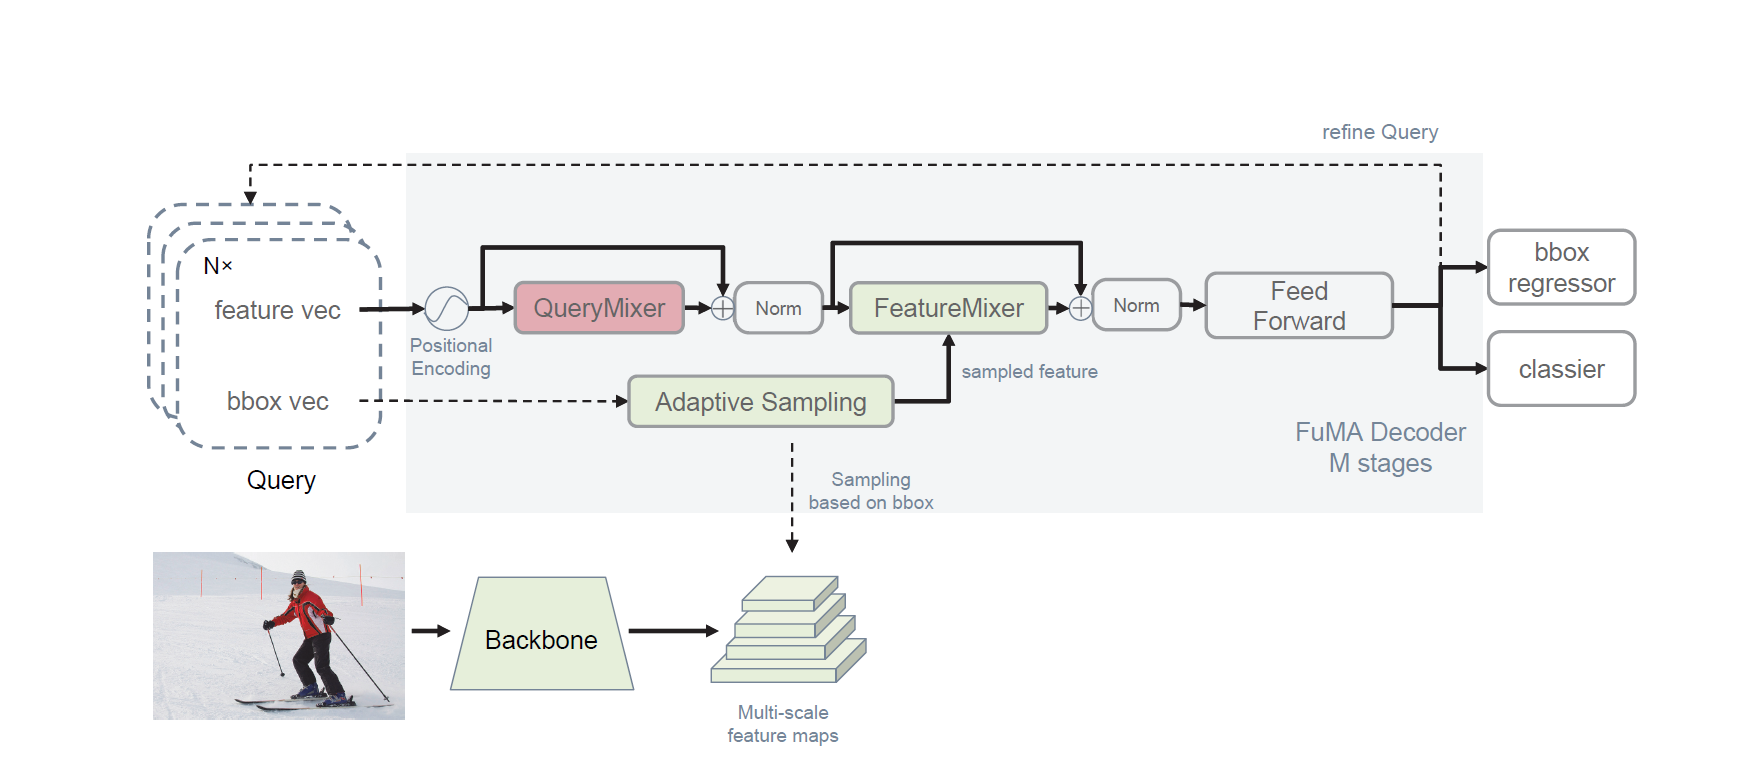 refine Query
N×
feature vec
bbox vec
Query
Positional
Encoding
QueryMixer
Norm
FeatureMixer
Norm
Feed
Forward
bbox
regressor
classier
Adaptive Sampling
sampled feature
FuMA Decoder
M stages
Sampling
based on bbox
Backbone
Multi-scale
feature maps